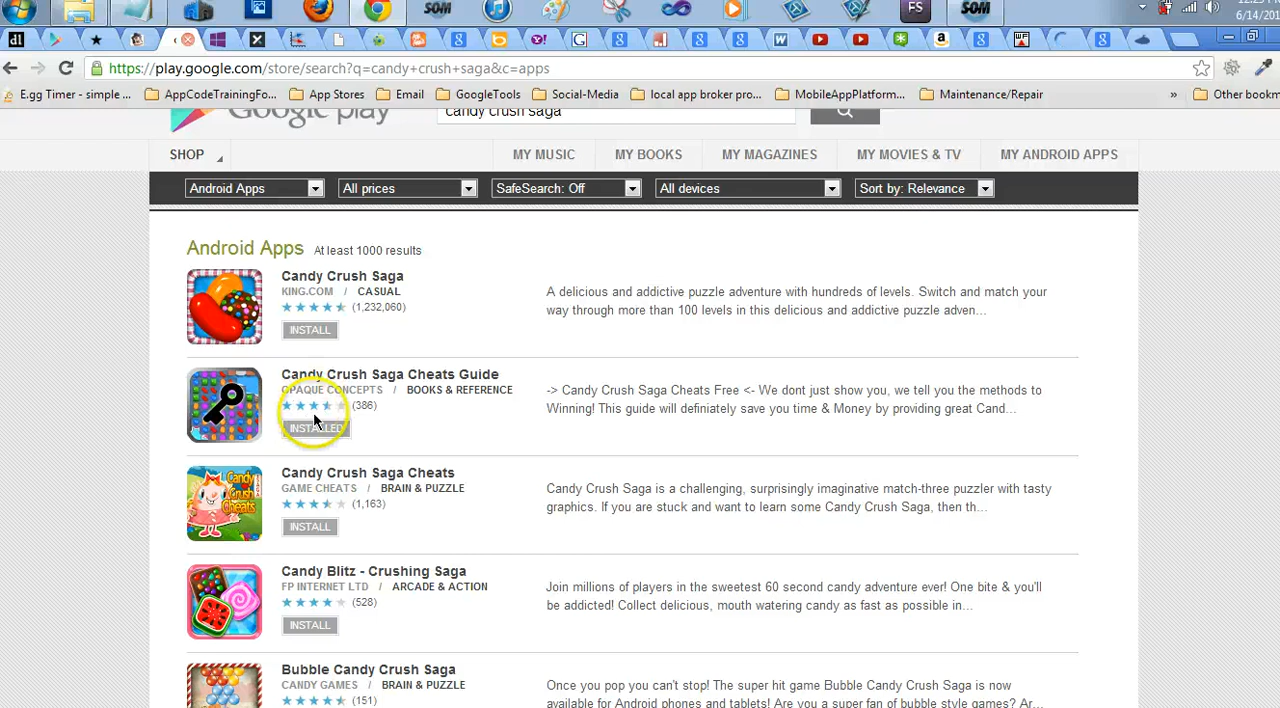 SOM
FS
SOM
6/14/201
https://play.google.com/store/search?q=candy+crush+saga&c=apps
E.gg Timer - simple ...
AppCodeTrainingFo...
App Stores
Email
GoogleTools
Social-Media
local app broker pro...
MobileAppPlatform...
Maintenance/Repair
»
Other bookm
Google play
candy crush saga
SHOP
MY MUSIC
MY BOOKS
MY MAGAZINES
MY MOVIES & TV
MY ANDROID APPS
Android Apps
All prices
SafeSearch: Off
All devices
Sort by: Relevance
Android Apps At least 1000 results
Candy Crush Saga
KING.COM / CASUAL
(1,232,060)
INSTALL
A delicious and addictive puzzle adventure with hundreds of levels. Switch and match your
way through more than 100 levels in this delicious and addictive puzzle adven...
Candy Crush Saga Cheats Guide
OPAQUE CONCEPTS / BOOKS & REFERENCE
(386)
INSTALLED
-> Candy Crush Saga Cheats Free <- We dont just show you, we tell you the methods to
Winning! This guide will definiately save you time & Money by providing great Cand...
Candy Crush Saga Cheats
GAME CHEATS / BRAIN & PUZZLE
(1,163)
INSTALL
Candy Crush Saga is a challenging, surprisingly imaginative match-three puzzler with tasty
graphics. If you are stuck and want to learn some Candy Crush Saga, then th...
Candy Blitz - Crushing Saga
FP INTERNET LTD / ARCADE & ACTION
(528)
INSTALL
Join millions of players in the sweetest 60 second candy adventure ever! One bite & you'll
be addicted! Collect delicious, mouth watering candy as fast as possible in...
Bubble Candy Crush Saga
CANDY GAMES / BRAIN & PUZZLE
(151)
Once you pop you can't stop! The super hit game Bubble Candy Crush Saga is now
available for Android phones and tablets! Are you a super fan of bubble style games? Ar...